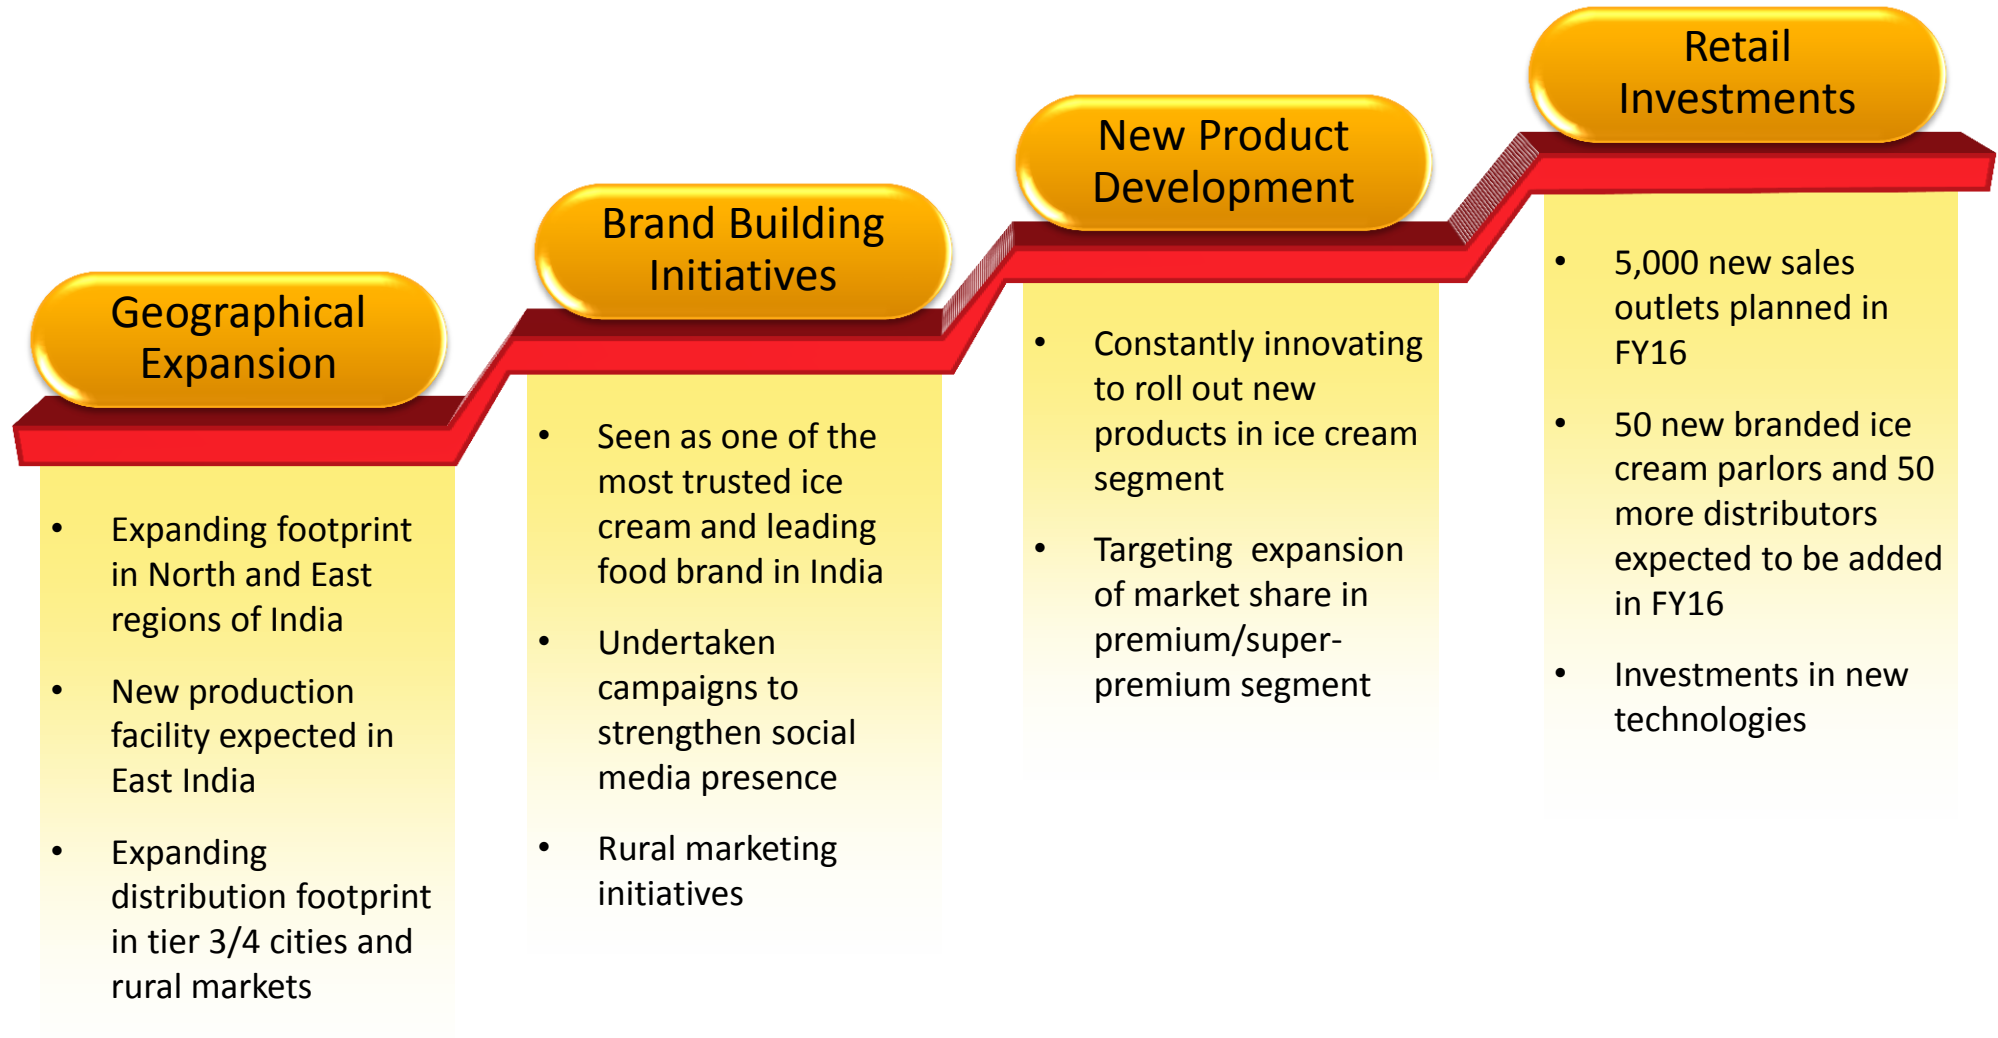 Geographical
Expansion
• Expanding footprint
in North and East
regions of India
• New production
facility expected in
East India
• Expanding
distribution footprint
in tier 3/4 cities and
rural markets
Brand Building
Initiatives
• Seen as one of the
most trusted ice
cream and leading
food brand in India
• Undertaken
campaigns to
strengthen social
media presence
• Rural marketing
initiatives
New Product
Development
• Constantly innovating
to roll out new
products in ice cream
segment
• Targeting  expansion
of market share in
premium/super-
premium segment
Retail
Investments
• 5,000 new sales
outlets planned in
FY16
• 50 new branded ice
cream parlors and 50
more distributors
expected to be added
in FY16
• Investments in new
technologies